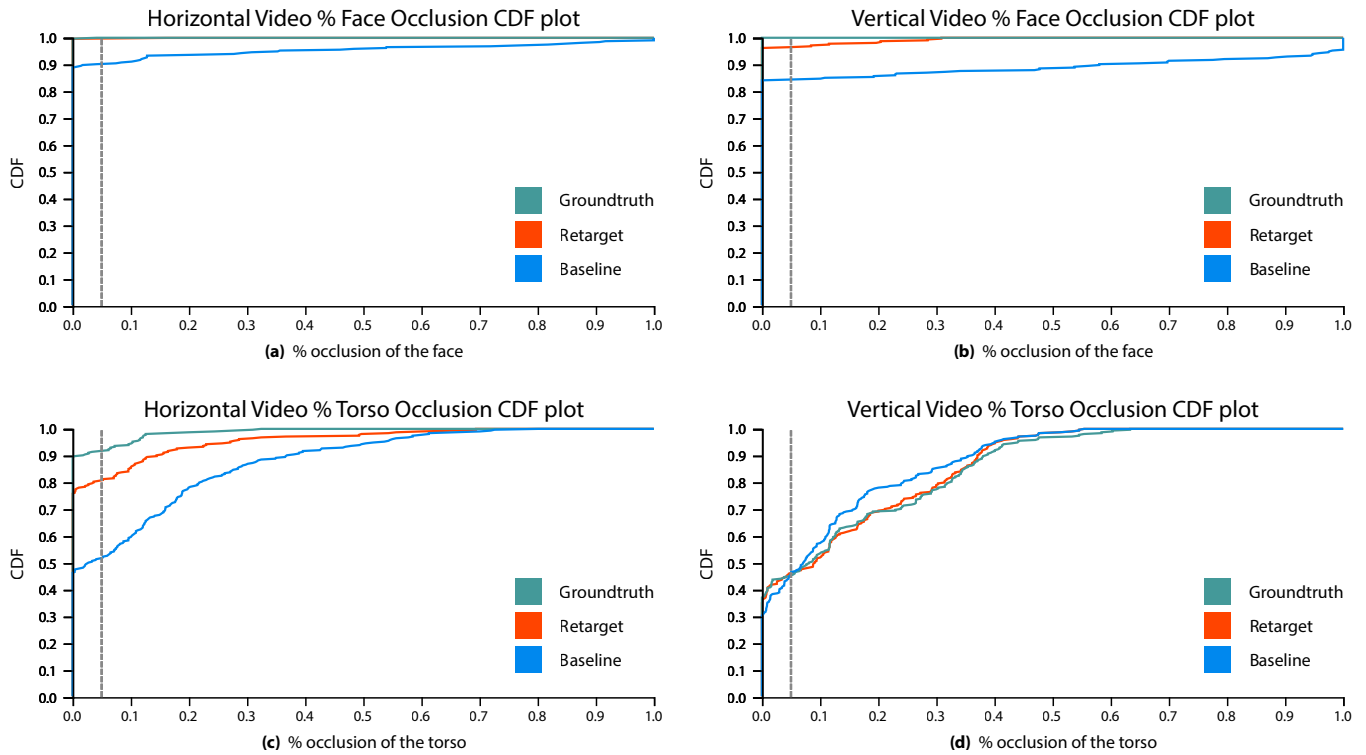 Horizontal Video % Face Occlusion CDF plot
1.0
0.9
0.8
0.7
0.6
0.5
0.4
0.3
0.2
0.1
0.0
CDF
Groundtruth
Retarget
Baseline
0.0 0.1 0.2 0.3 0.4 0.5 0.6 0.7 0.8 0.9 1.0
(a) % occlusion of the face
Vertical Video % Face Occlusion CDF plot
1.0
0.9
0.8
0.7
0.6
0.5
0.4
0.3
0.2
0.1
0.0
CDF
Groundtruth
Retarget
Baseline
0.0 0.1 0.2 0.3 0.4 0.5 0.6 0.7 0.8 0.9 1.0
(b) % occlusion of the face
Horizontal Video % Torso Occlusion CDF plot
1.0
0.9
0.8
0.7
0.6
0.5
0.4
0.3
0.2
0.1
0.0
CDF
Groundtruth
Retarget
Baseline
0.0 0.1 0.2 0.3 0.4 0.5 0.6 0.7 0.8 0.9 1.0
(c) % occlusion of the torso
Vertical Video % Torso Occlusion CDF plot
1.0
0.9
0.8
0.7
0.6
0.5
0.4
0.3
0.2
0.1
0.0
CDF
Groundtruth
Retarget
Baseline
0.0 0.1 0.2 0.3 0.4 0.5 0.6 0.7 0.8 0.9 1.0
(d) % occlusion of the torso